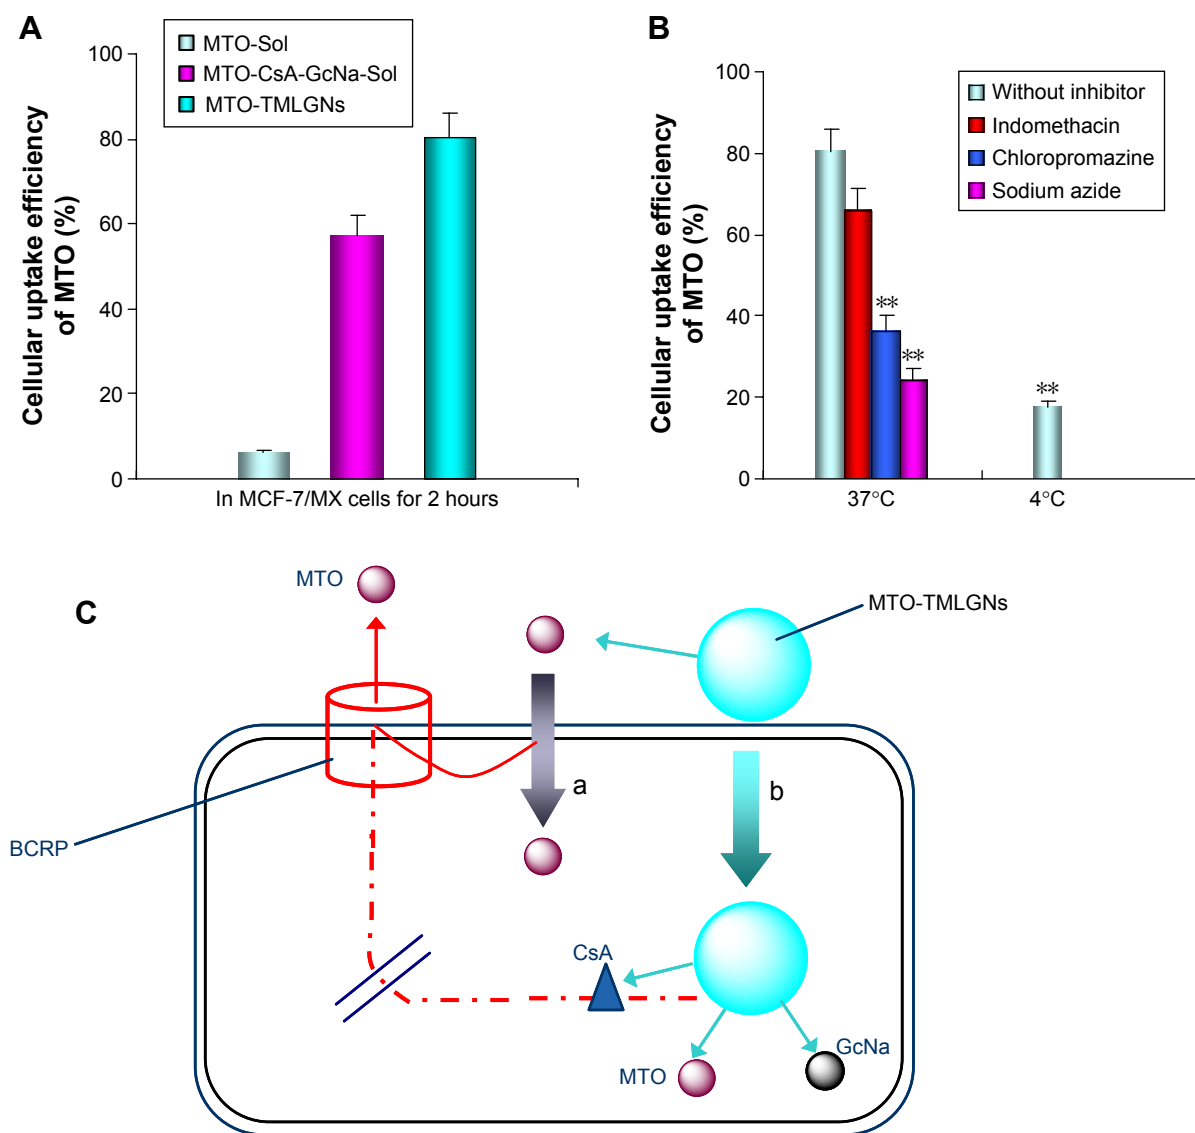 A
Cellular uptake efficiency
of MTO (%)
100
80
60
40
20
0
MTO-Sol
MTO-CsA-GcNa-Sol
MTO-TMLGNs
In MCF-7/MX cells for 2 hours
B
Cellular uptake efficiency
of MTO (%)
100
80
60
40
20
0
Without inhibitor
Indomethacin
Chloropromazine
Sodium azide
**
**
**
37°C
4°C
C
MTO
MTO-TMLGNs
a
b
BCRP
CsA
GcNa
MTO